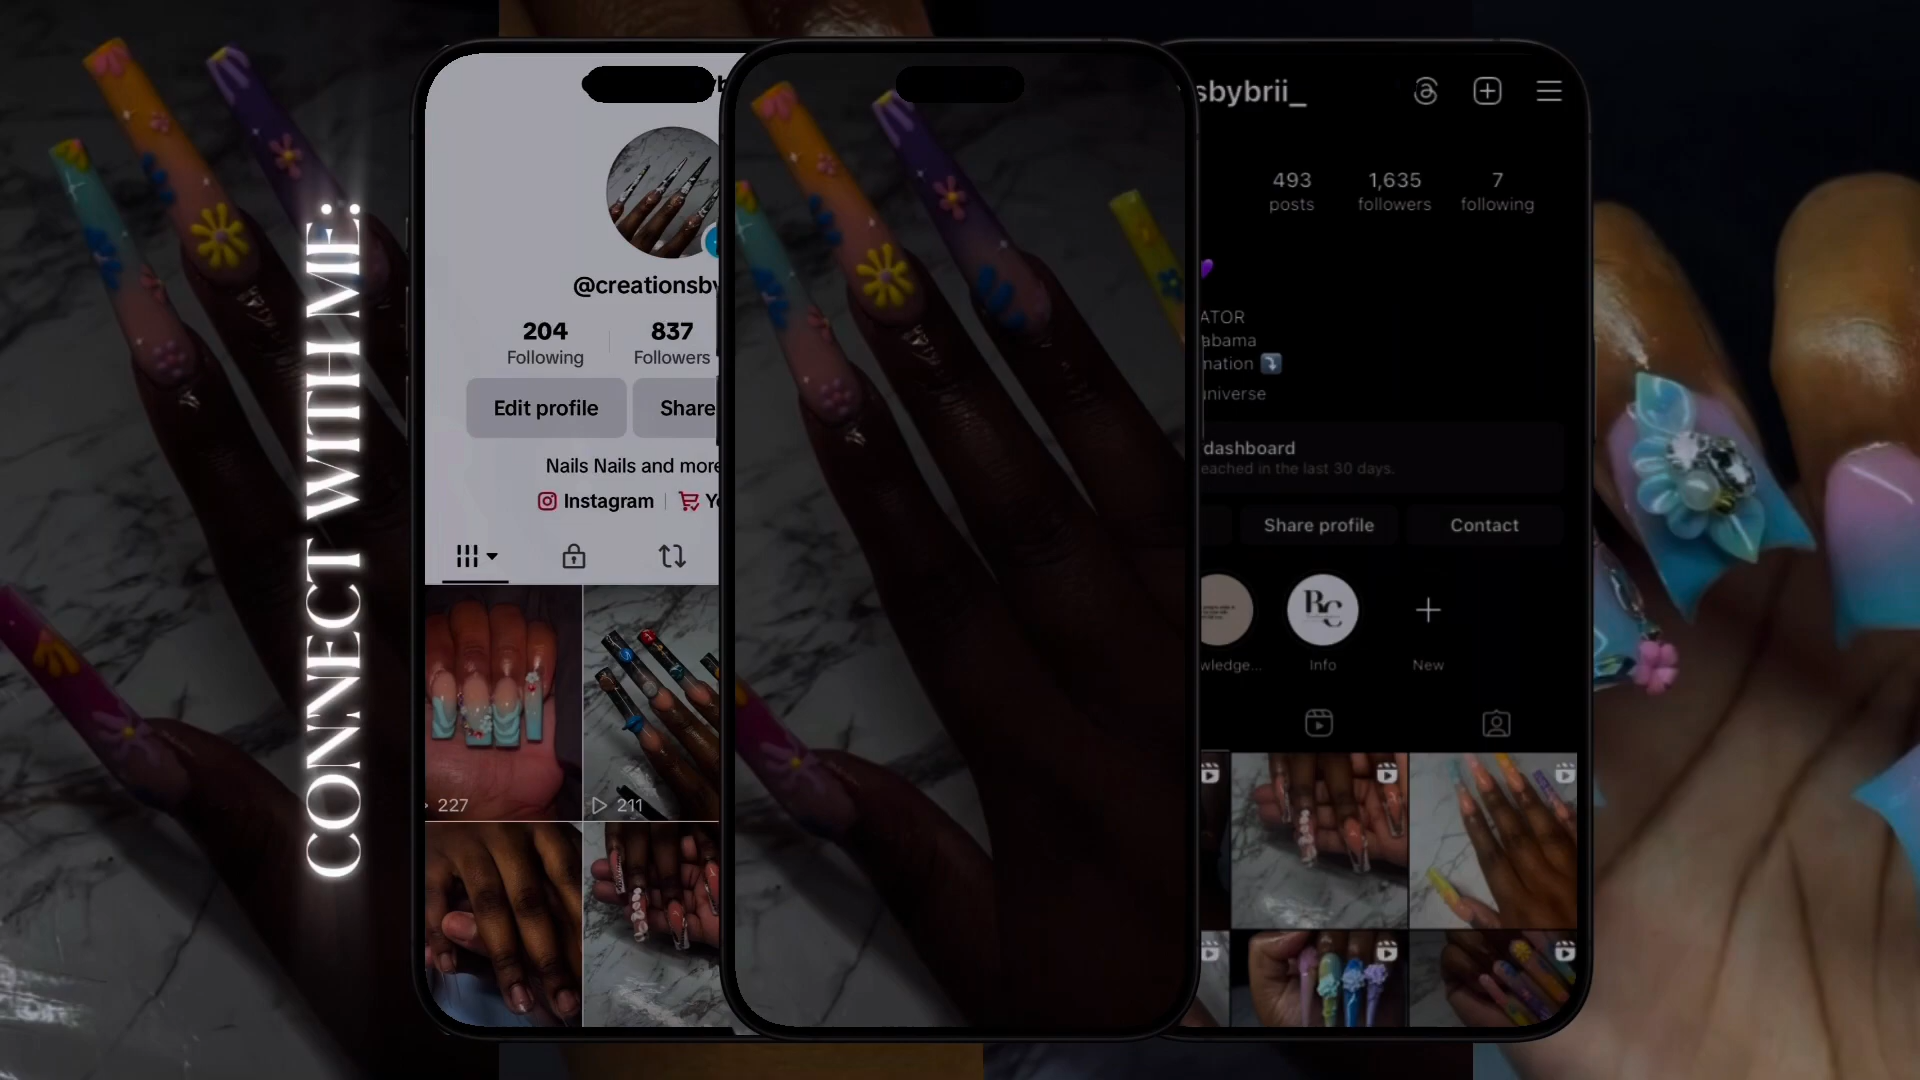 CONNECT WITH ME:
@creationsby
204
Following
837
Followers
Edit profile
Share
Nails Nails and more
Instagram
227
211
sbybrii_
493
posts
1,635
followers
7
following
ATOR
abama
mation
universe
dashboard
eached in the last 30 days.
Share profile
Contact
wledge...
Info
New